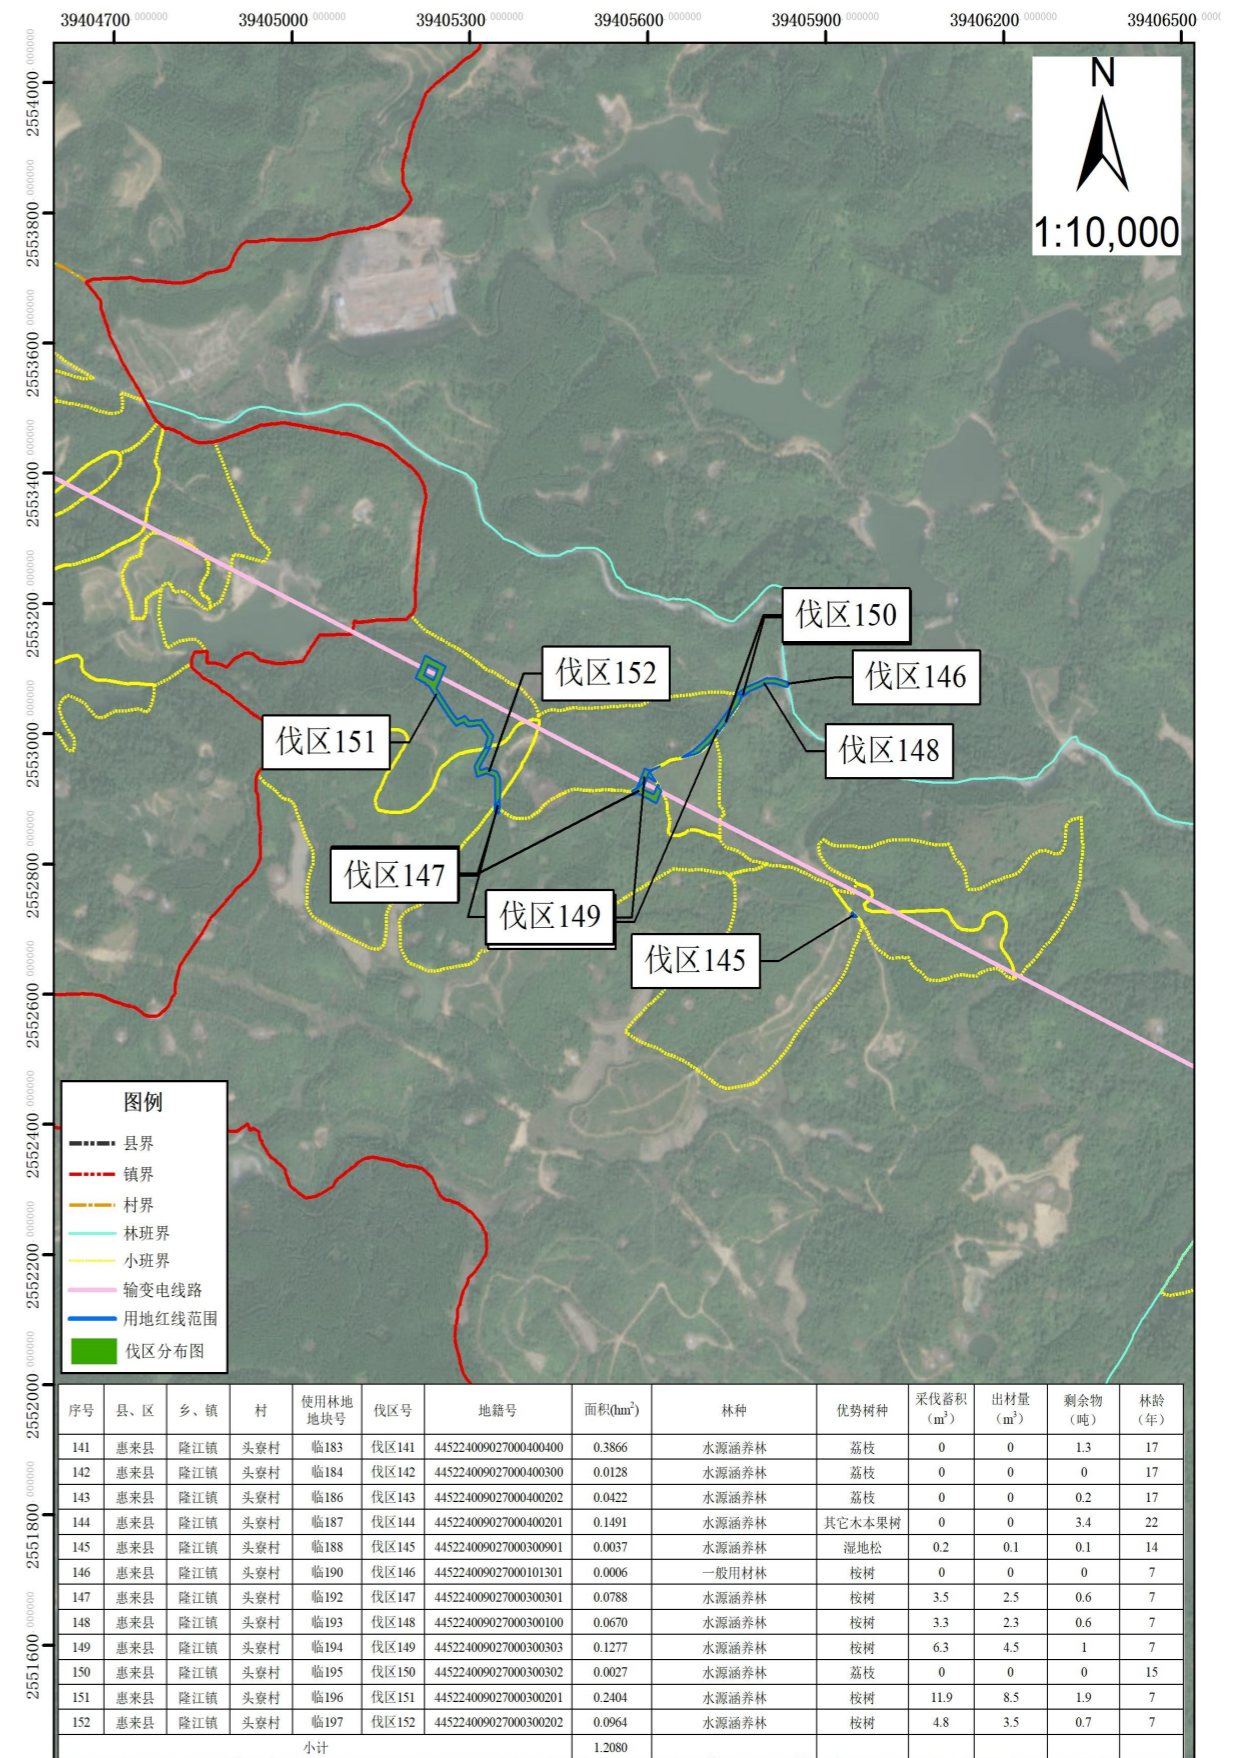 39404700.000000 39405000.000000 39405300.000000 39405600.000000 39405900.000000 39406200.000000 39406500.0000
2554000.000000
2553800.000000
2553600.000000
2553400.000000
2553200.000000
2553000.000000
2552800.000000
2552600.000000
2552400.000000
2552200.000000
2552000.000000
2551800.000000
2551600.000000
N
1:10,000
伐区150
伐区152
伐区146
伐区151
伐区148
伐区147
伐区149
伐区145
图例
县界
镇界
村界
林班界
小班界
输变电线路
用地红线范围
伐区分布图
序号 县、区 乡、镇 村 使用林地地块号 伐区号 地籍号 面积(hm²) 林种 优势树种 采伐蓄积（m³） 出材量（m³） 剩余物（吨） 林龄（年）
141 惠来县 隆江镇 头寮村 临183 伐区141 445224009027000400400 0.3866 水源涵养林 荔枝 0 0 1.3 17
142 惠来县 隆江镇 头寮村 临184 伐区142 445224009027000400300 0.0128 水源涵养林 荔枝 0 0 0 17
143 惠来县 隆江镇 头寮村 临186 伐区143 445224009027000400202 0.0422 水源涵养林 荔枝 0 0 0.2 17
144 惠来县 隆江镇 头寮村 临187 伐区144 445224009027000400201 0.1491 水源涵养林 其它木本果树 0 0 3.4 22
145 惠来县 隆江镇 头寮村 临188 伐区145 445224009027000300901 0.0037 水源涵养林 湿地松 0.2 0.1 0.1 14
146 惠来县 隆江镇 头寮村 临190 伐区146 445224009027000101301 0.0006 一般用材林 桉树 0 0 0 7
147 惠来县 隆江镇 头寮村 临192 伐区147 445224009027000300301 0.0788 水源涵养林 桉树 3.5 2.5 0.6 7
148 惠来县 隆江镇 头寮村 临193 伐区148 445224009027000300100 0.0670 水源涵养林 桉树 3.3 2.3 0.6 7
149 惠来县 隆江镇 头寮村 临194 伐区149 445224009027000300303 0.1277 水源涵养林 桉树 6.3 4.5 1 7
150 惠来县 隆江镇 头寮村 临195 伐区150 445224009027000300302 0.0027 水源涵养林 荔枝 0 0 0 15
151 惠来县 隆江镇 头寮村 临196 伐区151 445224009027000300201 0.2404 水源涵养林 桉树 11.9 8.5 1.9 7
152 惠来县 隆江镇 头寮村 临197 伐区152 445224009027000300202 0.0964 水源涵养林 桉树 4.8 3.5 0.7 7
小计 1.2080